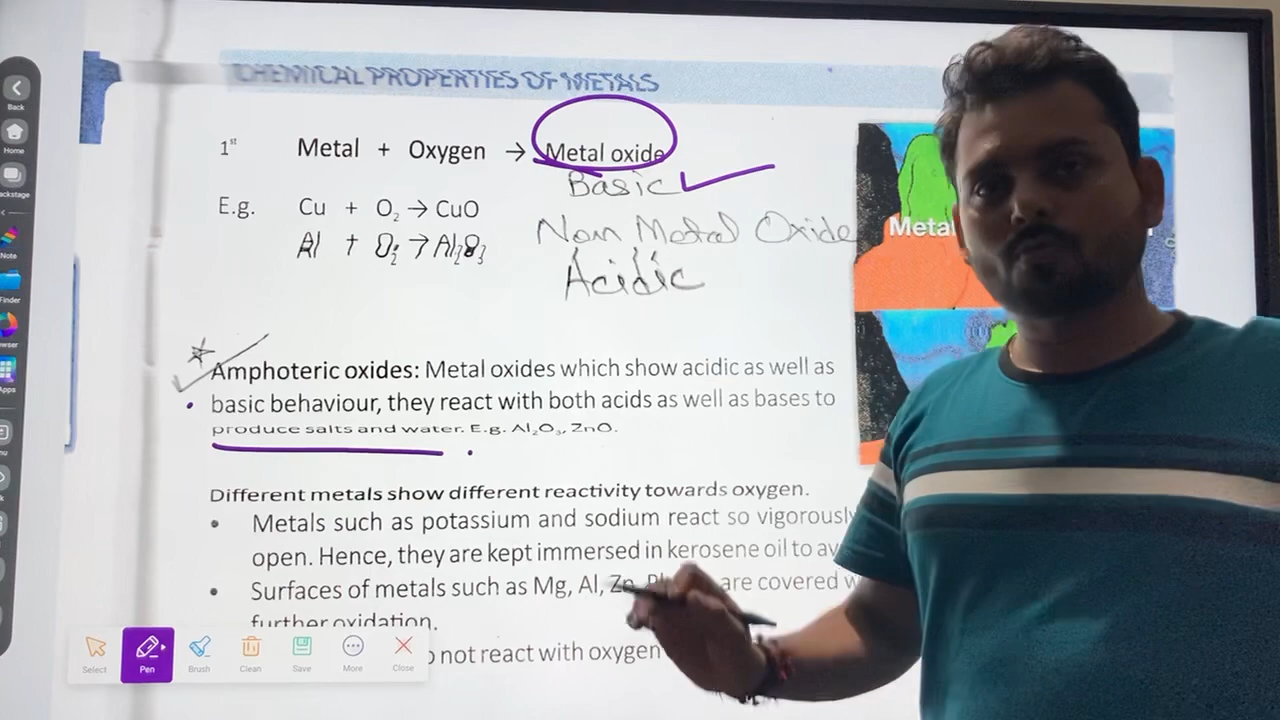 Back
Home
ackstage
Note
Finder
wser
Apps
CHEMICAL PROPERTIES OF METALS
1st Metal + Oxygen → Metal oxide
Basic
E.g. Cu + O₂ → CuO
Non Metal Oxide
Al + O₂ → Al₂O₃
Acidic
Metal
Amphoteric oxides: Metal oxides which show acidic as well as
basic behaviour, they react with both acids as well as bases to
produce salts and water. E.g. Al₂O₃, ZnO.
Different metals show different reactivity towards oxygen.
• Metals such as potassium and sodium react so vigorously
open. Hence, they are kept immersed in kerosene oil to av
• Surfaces of metals such as Mg, Al, Zn, are covered
further oxidation.
not react with oxygen
Select Pen Brush Clean Save More Close